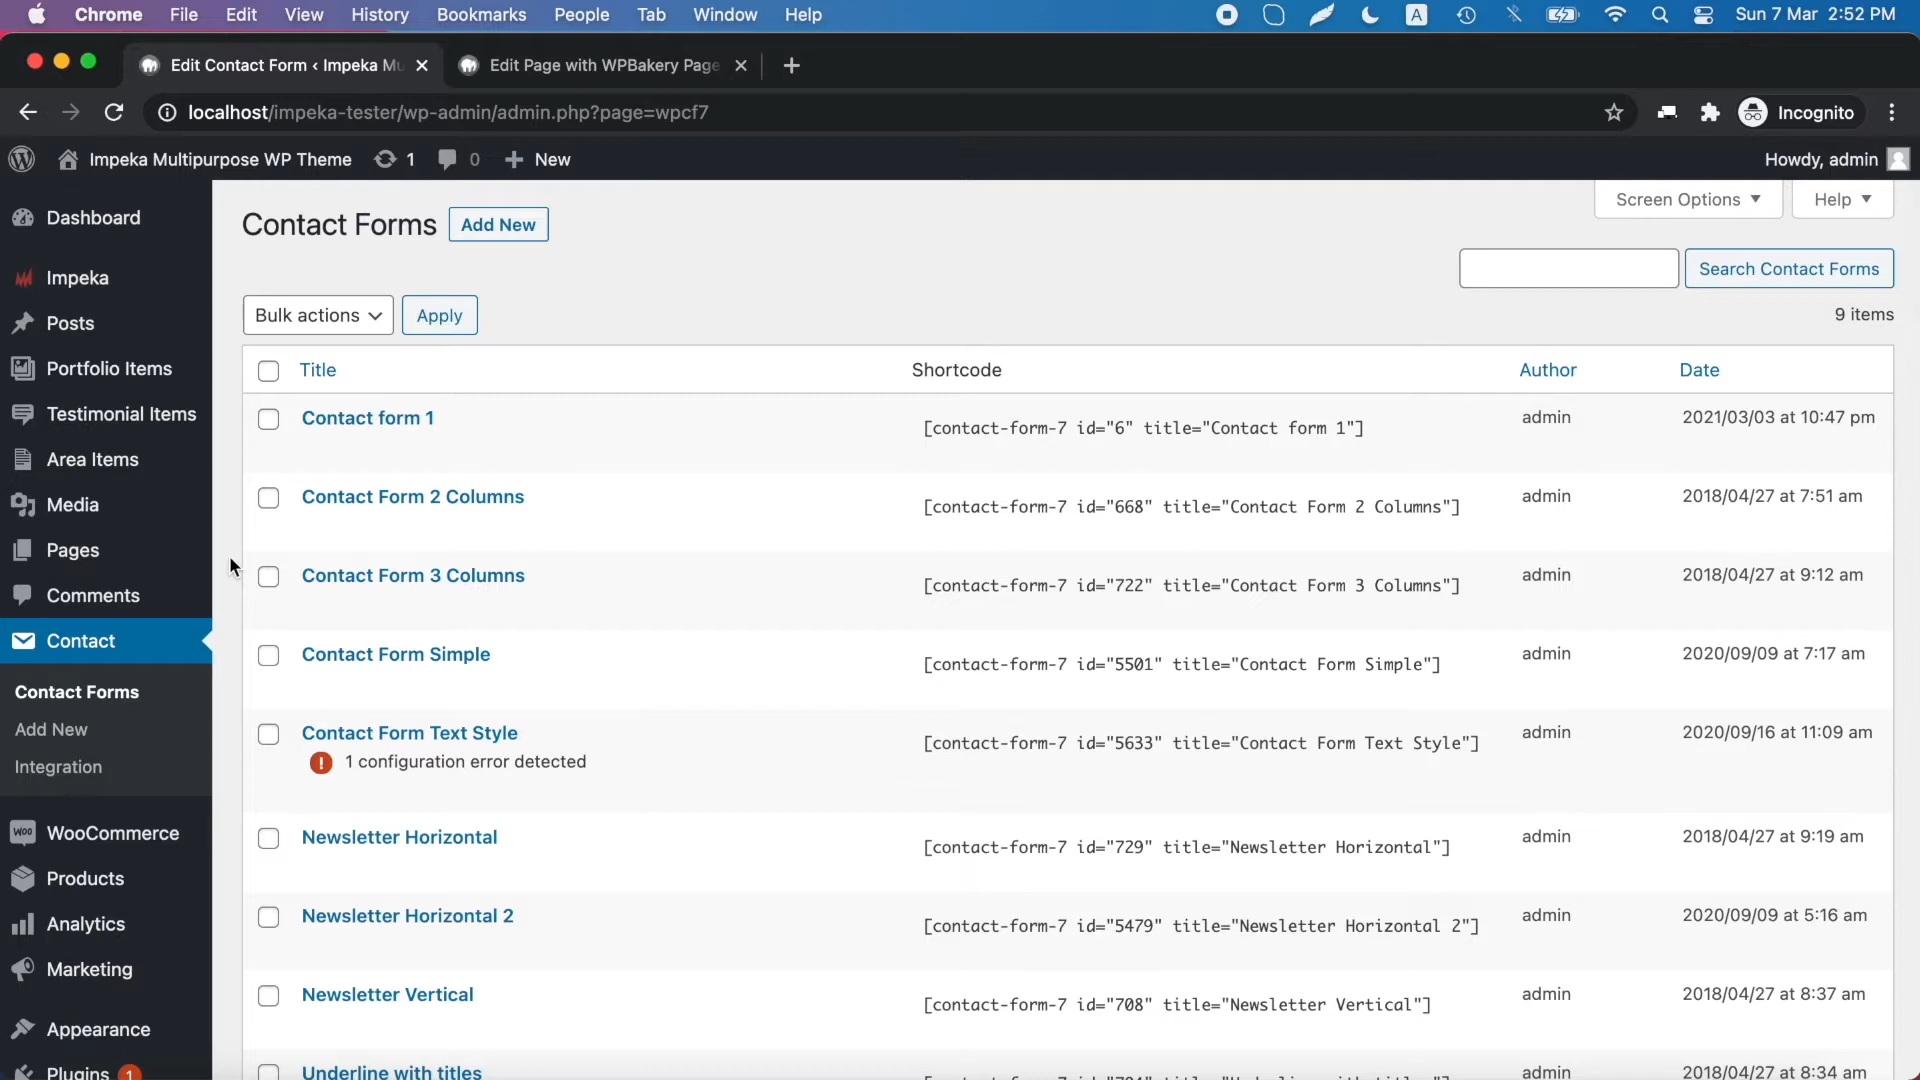 Chrome File Edit View History Bookmarks People Tab Window Help
A Sun 7 Mar 2:52 PM
Edit Contact Form ‹ Impeka Mu
Edit Page with WPBakery Page
localhost/impeka-tester/wp-admin/admin.php?page=wpcf7
Incognito
Impeka Multipurpose WP Theme 1 0 New
Howdy, admin
Dashboard
Impeka
Posts
Portfolio Items
Testimonial Items
Area Items
Media
Pages
Comments
Contact
Contact Forms
Add New
Integration
WooCommerce
Products
Analytics
Marketing
Appearance
Plugins 1
Screen Options Help
Contact Forms Add New
Search Contact Forms
Bulk actions Apply
9 items
Title Shortcode Author Date
Contact form 1 [contact-form-7 id="6" title="Contact form 1"] admin 2021/03/03 at 10:47 pm
Contact Form 2 Columns [contact-form-7 id="668" title="Contact Form 2 Columns"] admin 2018/04/27 at 7:51 am
Contact Form 3 Columns [contact-form-7 id="722" title="Contact Form 3 Columns"] admin 2018/04/27 at 9:12 am
Contact Form Simple [contact-form-7 id="5501" title="Contact Form Simple"] admin 2020/09/09 at 7:17 am
Contact Form Text Style [contact-form-7 id="5633" title="Contact Form Text Style"] admin 2020/09/16 at 11:09 am
1 configuration error detected
Newsletter Horizontal [contact-form-7 id="729" title="Newsletter Horizontal"] admin 2018/04/27 at 9:19 am
Newsletter Horizontal 2 [contact-form-7 id="5479" title="Newsletter Horizontal 2"] admin 2020/09/09 at 5:16 am
Newsletter Vertical [contact-form-7 id="708" title="Newsletter Vertical"] admin 2018/04/27 at 8:37 am
Underline with titles admin 2018/04/27 at 8:34 am